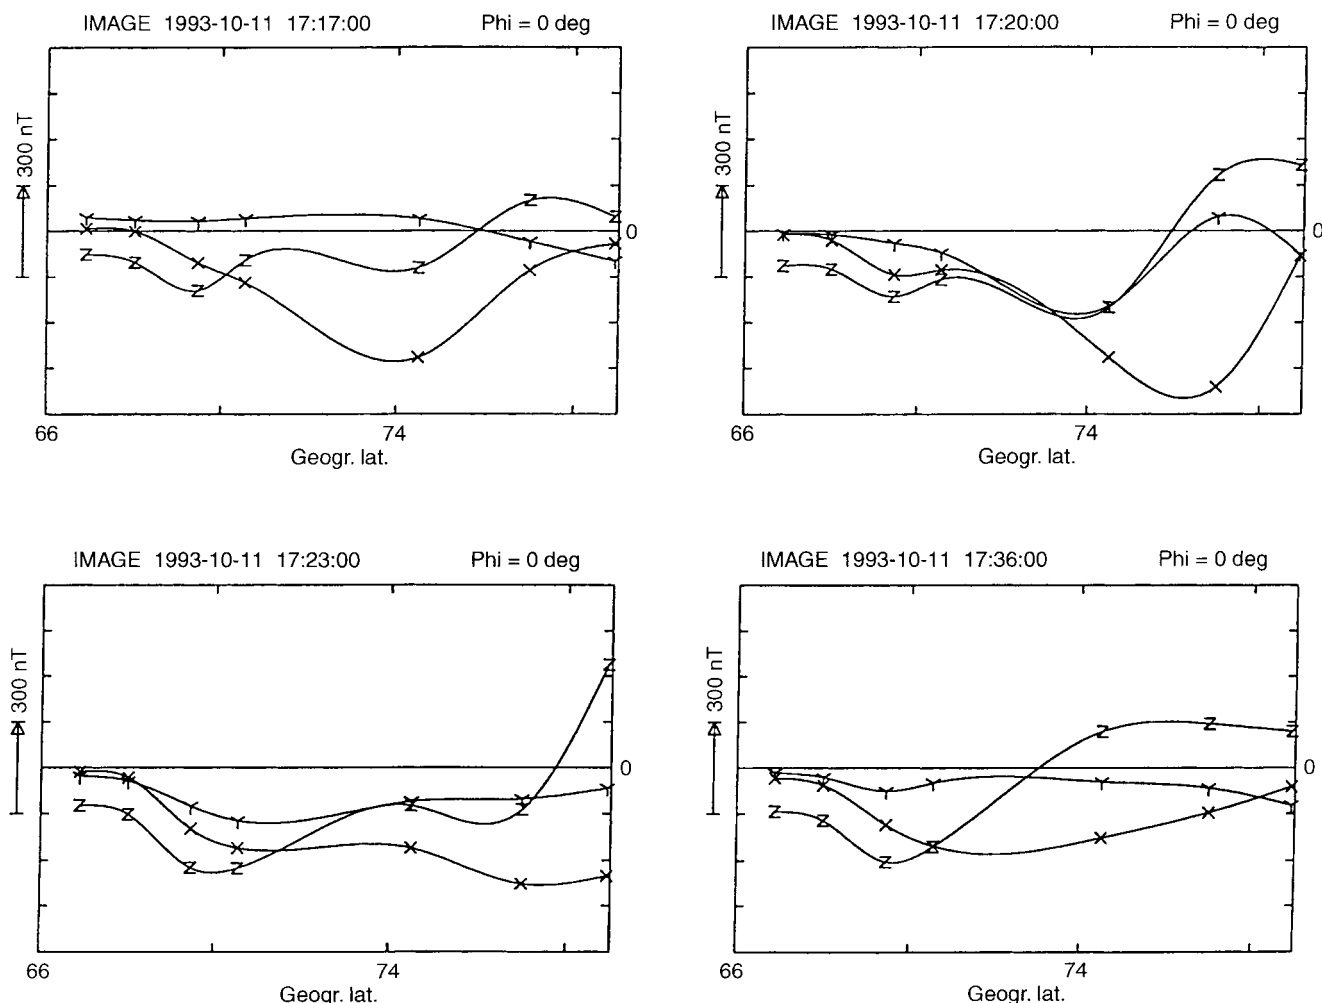 IMAGE 1993-10-11 17:17:00 Phi = 0 deg
300 nT
0
66 74
Geogr. lat.
IMAGE 1993-10-11 17:20:00 Phi = 0 deg
300 nT
0
66 74
Geogr. lat.
IMAGE 1993-10-11 17:23:00 Phi = 0 deg
300 nT
0
66 74
Geogr. lat.
IMAGE 1993-10-11 17:36:00 Phi = 0 deg
300 nT
0
66 74
Geogr. lat.